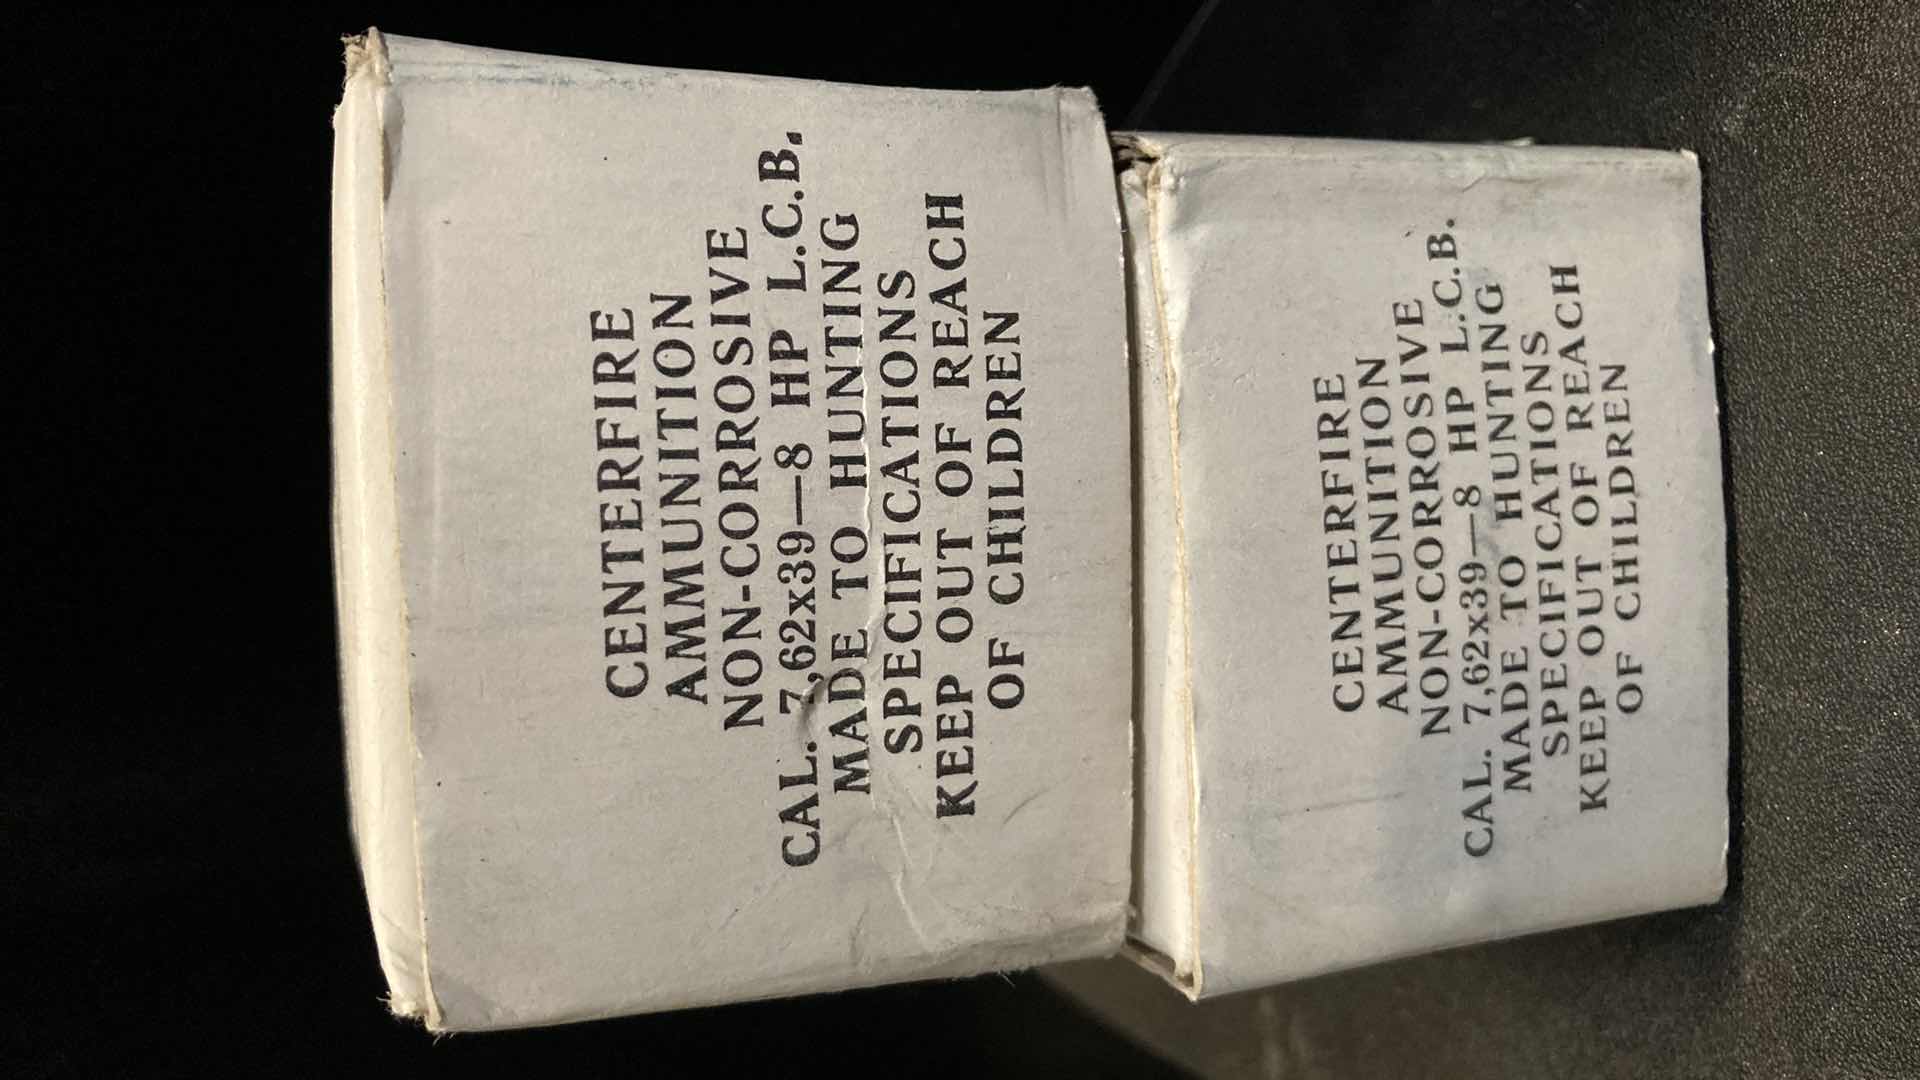 CENTERFIRE
AMMUNITION
NON-CORROSIVE
CAL. 7,62x39—8 HP L.C.B.
MADE TO HUNTING
SPECIFICATIONS
KEEP OUT OF REACH
OF CHILDREN
CENTERFIRE
AMMUNITION
NON-CORROSIVE
CAL. 7,62x39—8 HP L.C.B.
MADE TO HUNTING
SPECIFICATIONS
KEEP OUT OF REACH
OF CHILDREN